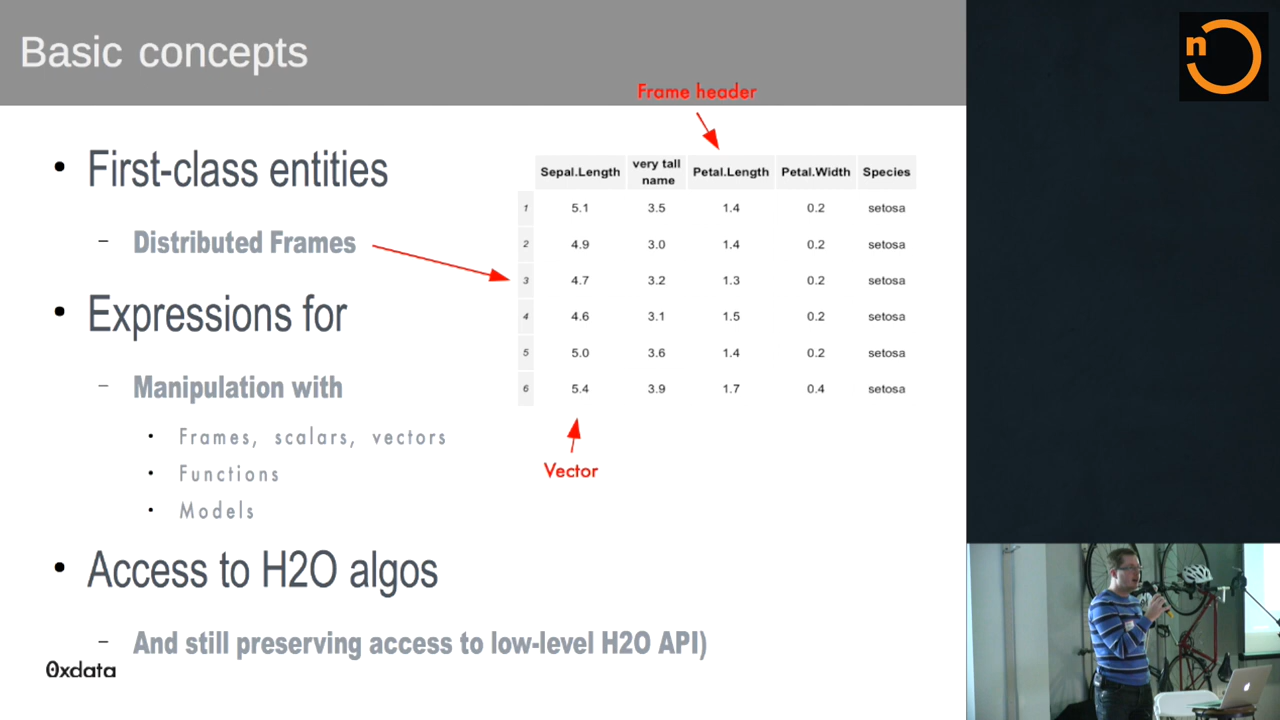 Basic concepts
Frame header
• First-class entities
– Distributed Frames
• Expressions for
– Manipulation with
• Frames, scalars, vectors
• Functions
• Models
• Access to H2O algos
– And still preserving access to low-level H2O API)
Sepal.Length very tall name Petal.Length Petal.Width Species
1 5.1 3.5 1.4 0.2 setosa
2 4.9 3.0 1.4 0.2 setosa
3 4.7 3.2 1.3 0.2 setosa
4 4.6 3.1 1.5 0.2 setosa
5 5.0 3.6 1.4 0.2 setosa
6 5.4 3.9 1.7 0.4 setosa
Vector
0xdata
n